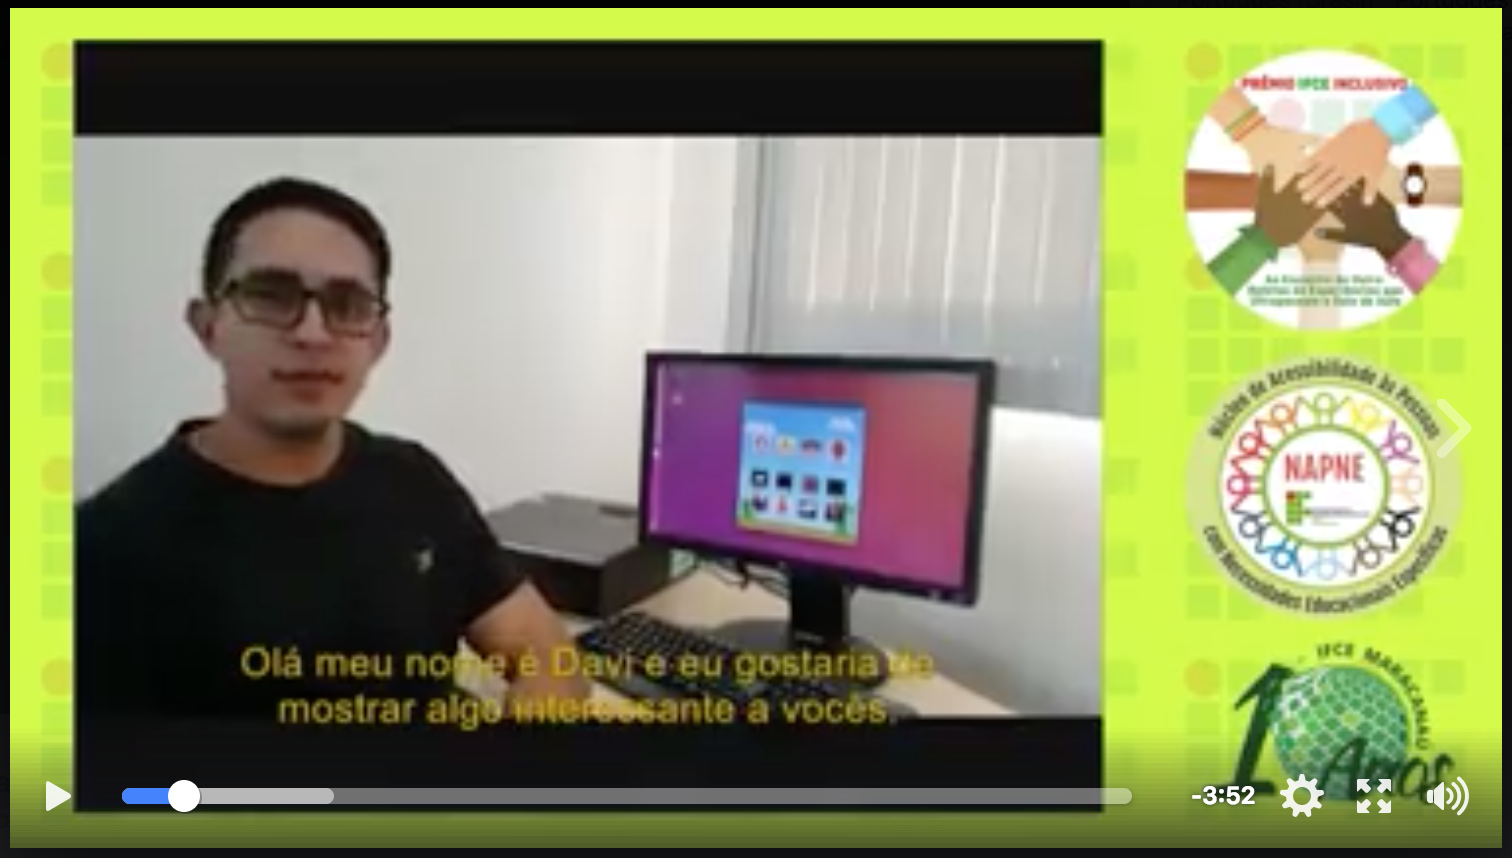 Olá meu nome é Davi e eu gostaria de
mostrar algo interessante a vocês.
PRÊMIO IFCE INCLUSIVO
Núcleo de Acessibilidade às Pessoas
NAPNE
com Necessidades Educacionais Específicas
IFCE MARACANAÚ
10 Anos
-3:52